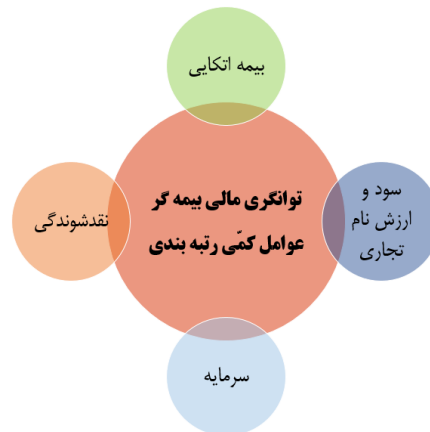 بیمه اتکایی
سود و
ارزش نام
تجاری
توانگری مالی بیمه گر
عوامل کمّی رتبه بندی
نقدشوندگی
سرمایه